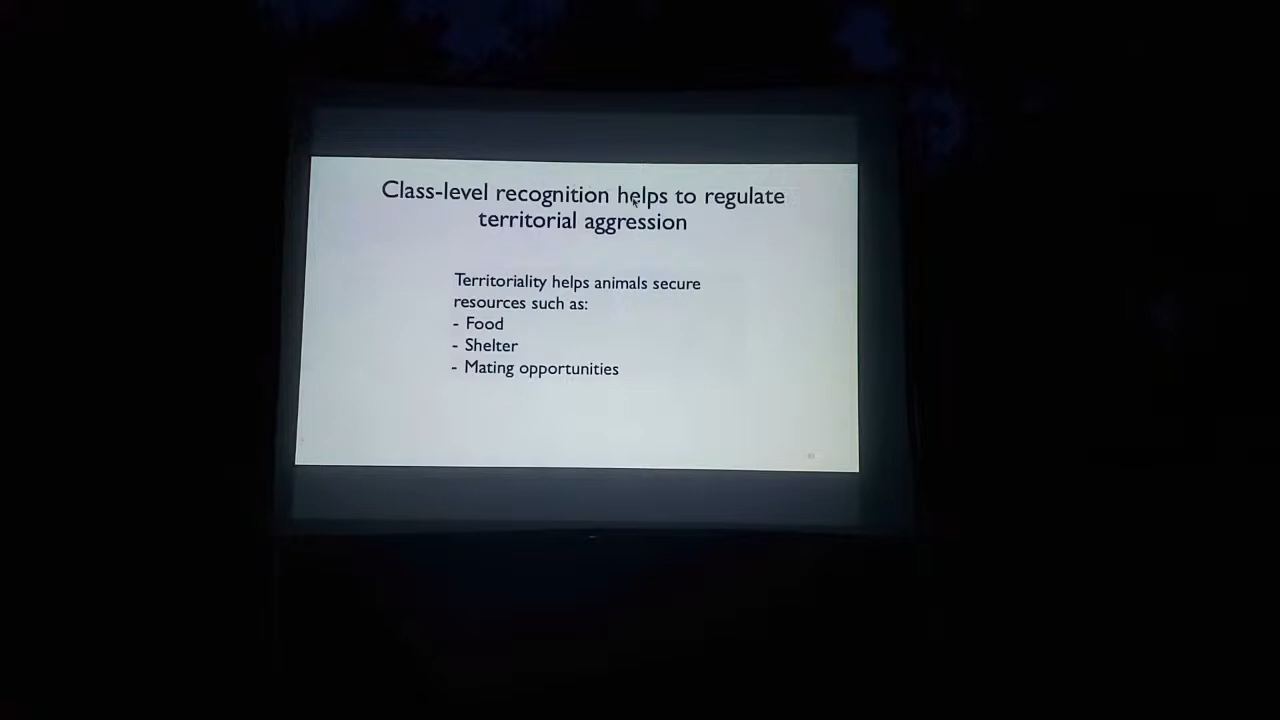 Class-level recognition helps to regulate
territorial aggression
Territoriality helps animals secure
resources such as:
- Food
- Shelter
- Mating opportunities